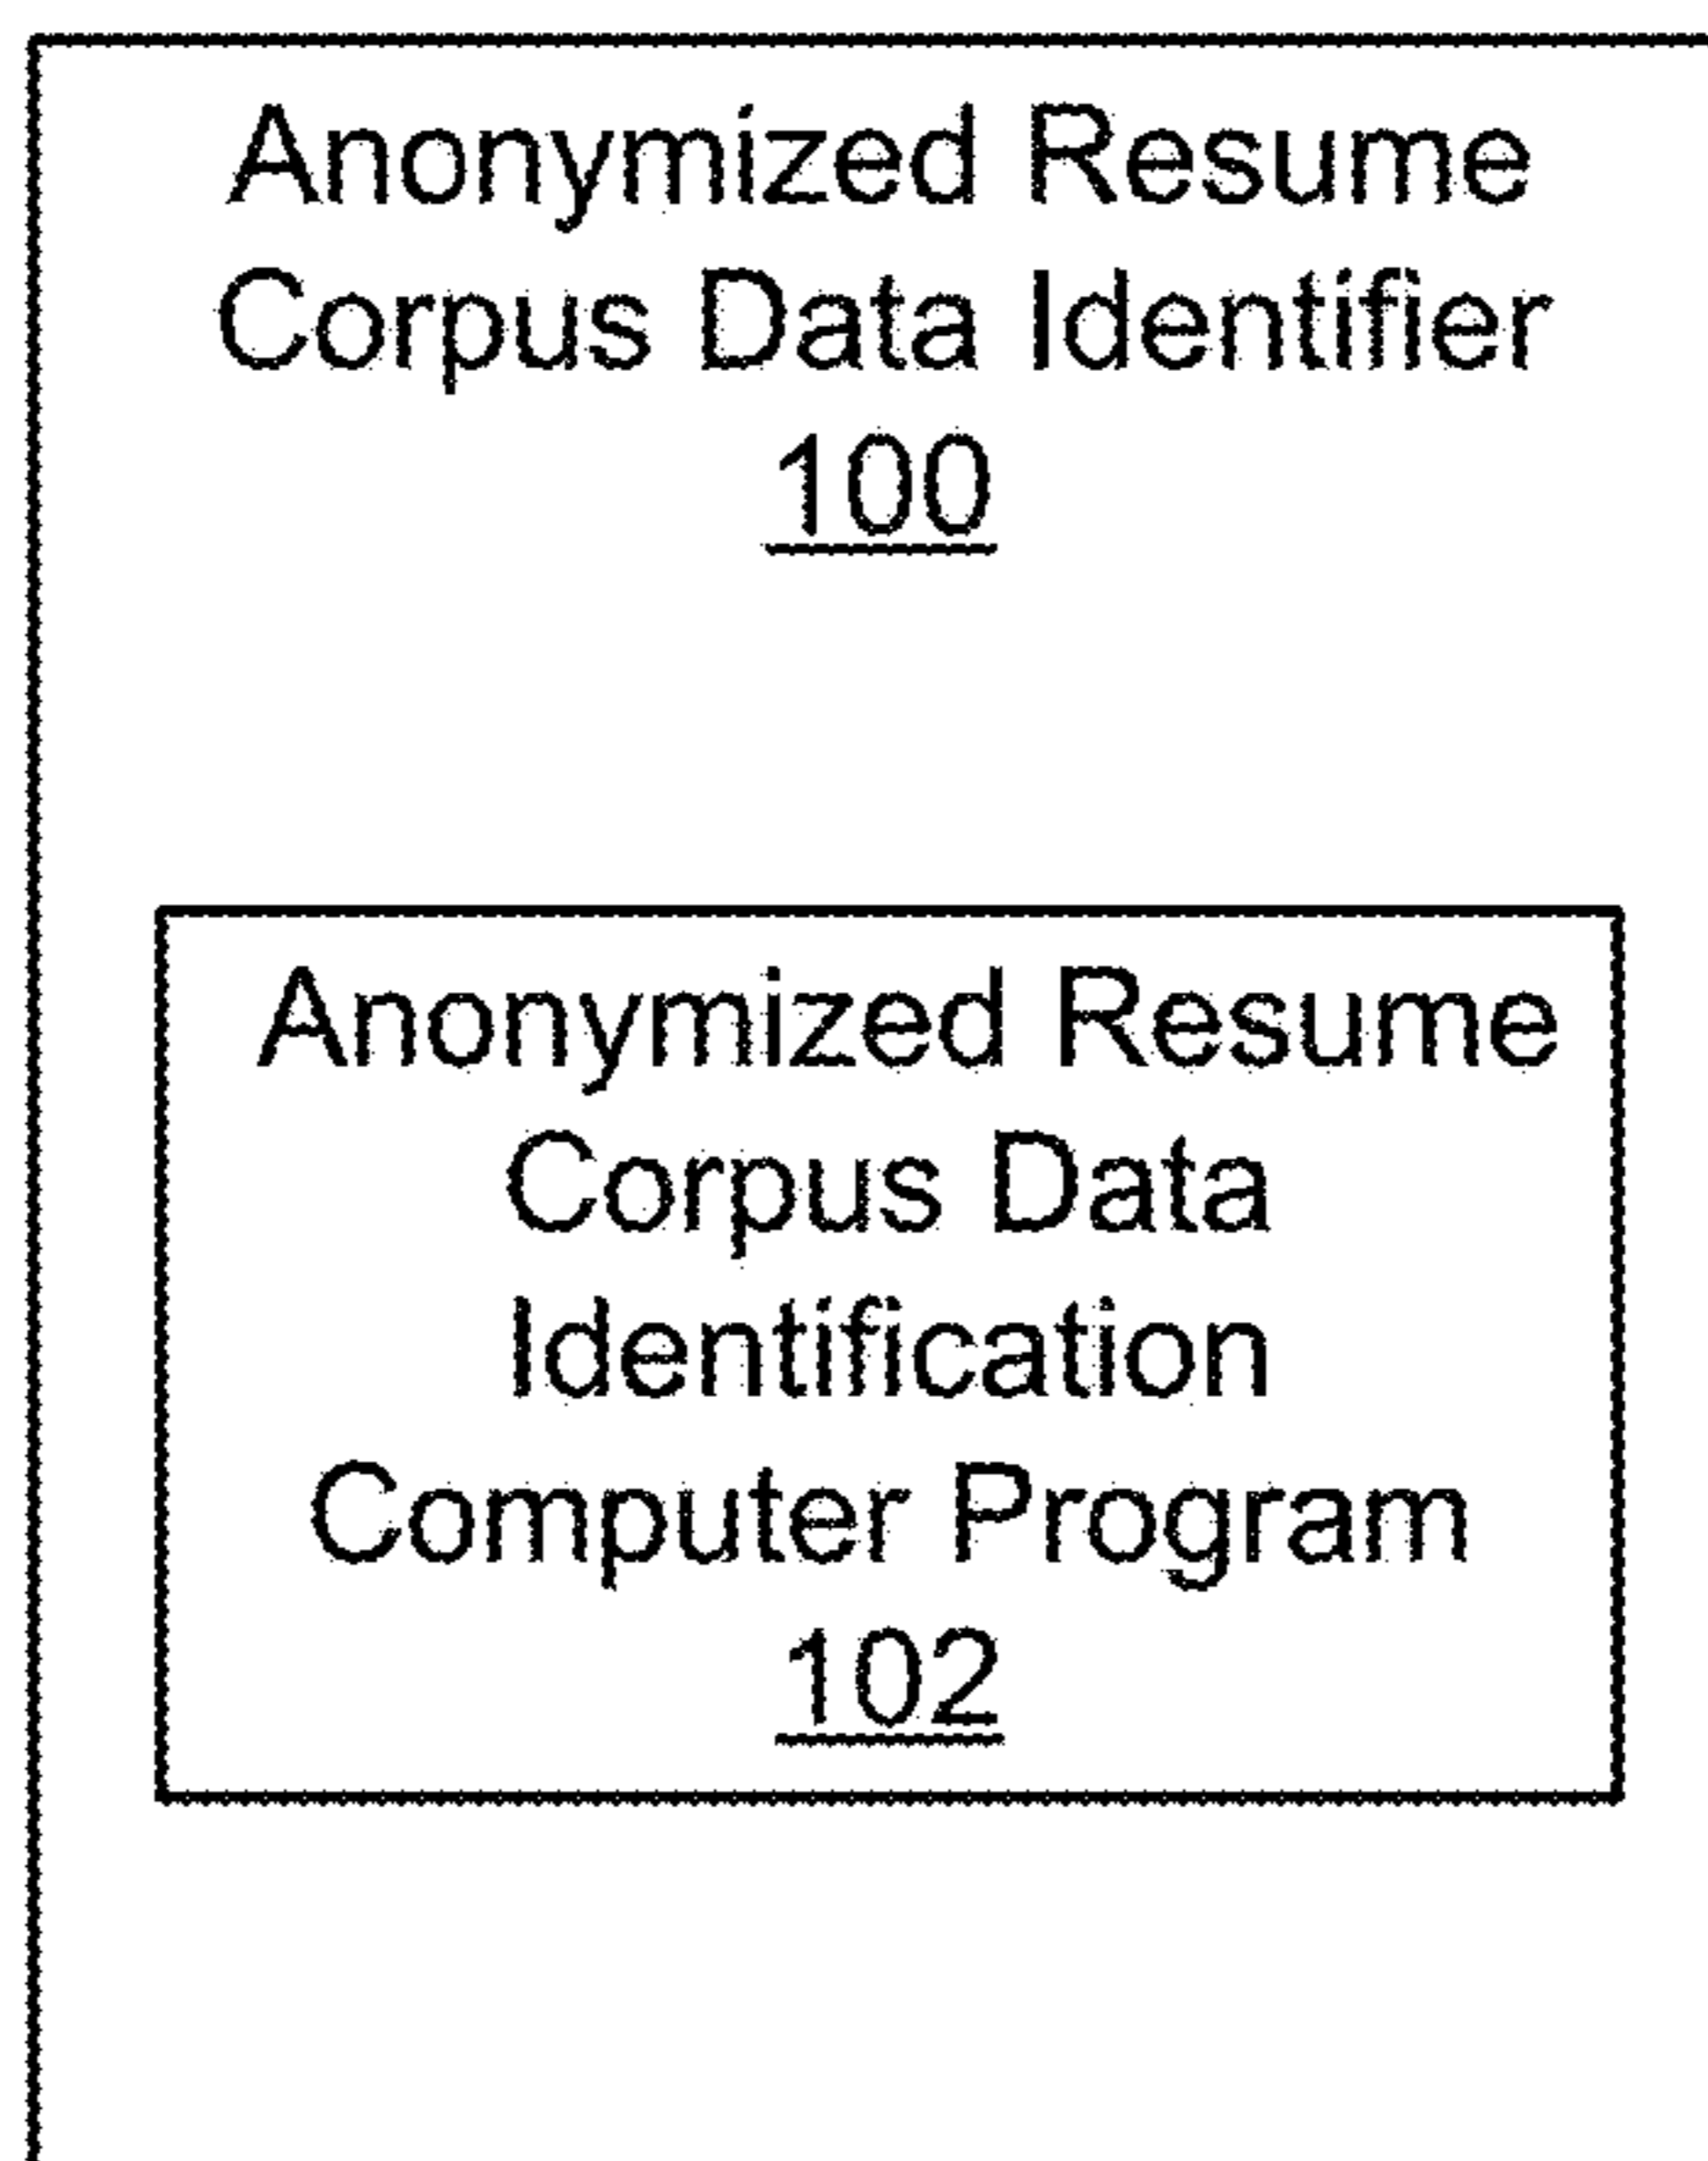 Anonymized Resume
Corpus Data Identifier
100
Anonymized Resume
Corpus Data
Identification
Computer Program
102